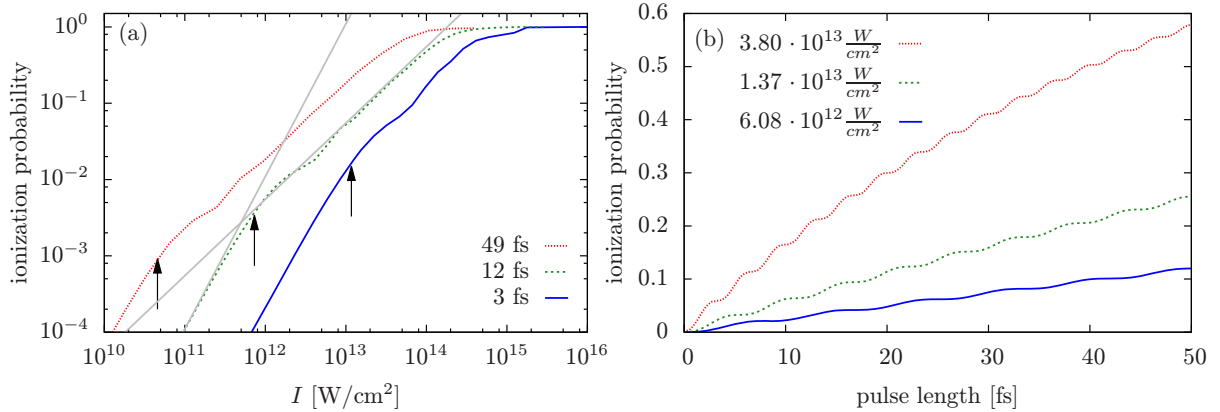 (a)
ionization probability
10^0
10^-1
10^-2
10^-3
10^-4
49 fs
12 fs
3 fs
10^10 10^11 10^12 10^13 10^14 10^15 10^16
I [W/cm^2]
(b)
ionization probability
0.6
0.5
0.4
0.3
0.2
0.1
0
3.80 · 10^13 W/cm^2
1.37 · 10^13 W/cm^2
6.08 · 10^12 W/cm^2
0 10 20 30 40 50
pulse length [fs]